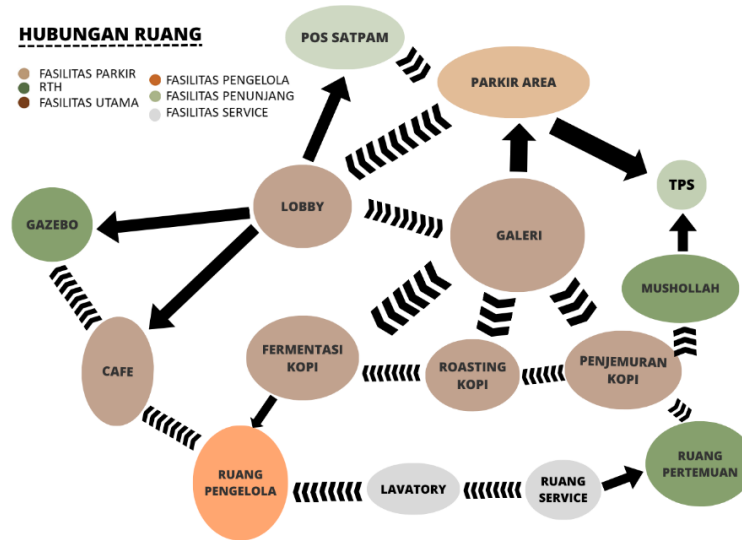 HUBUNGAN RUANG
FASILITAS PARKIR
RTH
FASILITAS UTAMA
FASILITAS PENGELOLA
FASILITAS PENUNJANG
FASILITAS SERVICE
POS SATPAM
PARKIR AREA
TPS
LOBBY
GAZEBO
GALERI
MUSHOLLAH
FERMENTASI
KOPI
ROASTING
KOPI
PENJEMURAN
KOPI
CAFE
RUANG
PENGELOLA
LAVATORY
RUANG
SERVICE
RUANG
PERTEMUAN